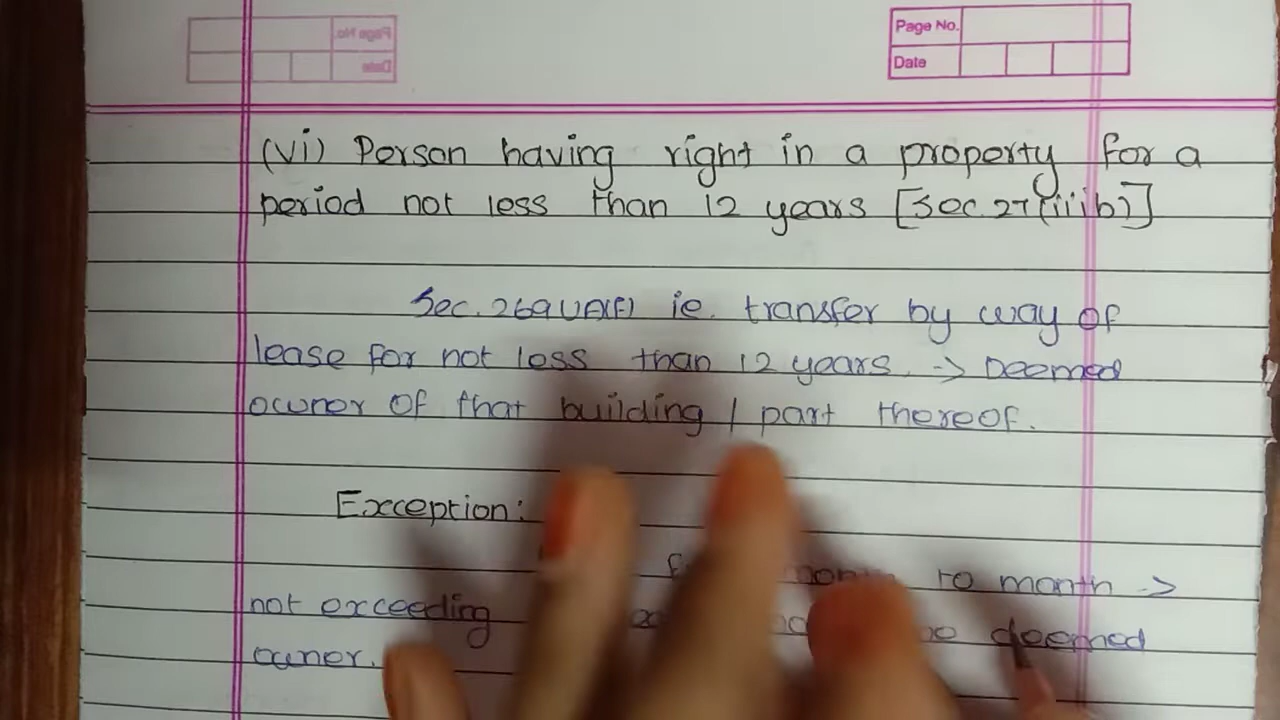 Page No.
Date
(vi) Person having right in a property for a
period not less than 12 years [Sec.27(iiib)]
Sec. 269UA(F) ie. transfer by way of
lease for not less than 12 years. -> Deemed
owner of that building / part thereof.
Exception:
month to month ->
not exceeding deemed
owner.